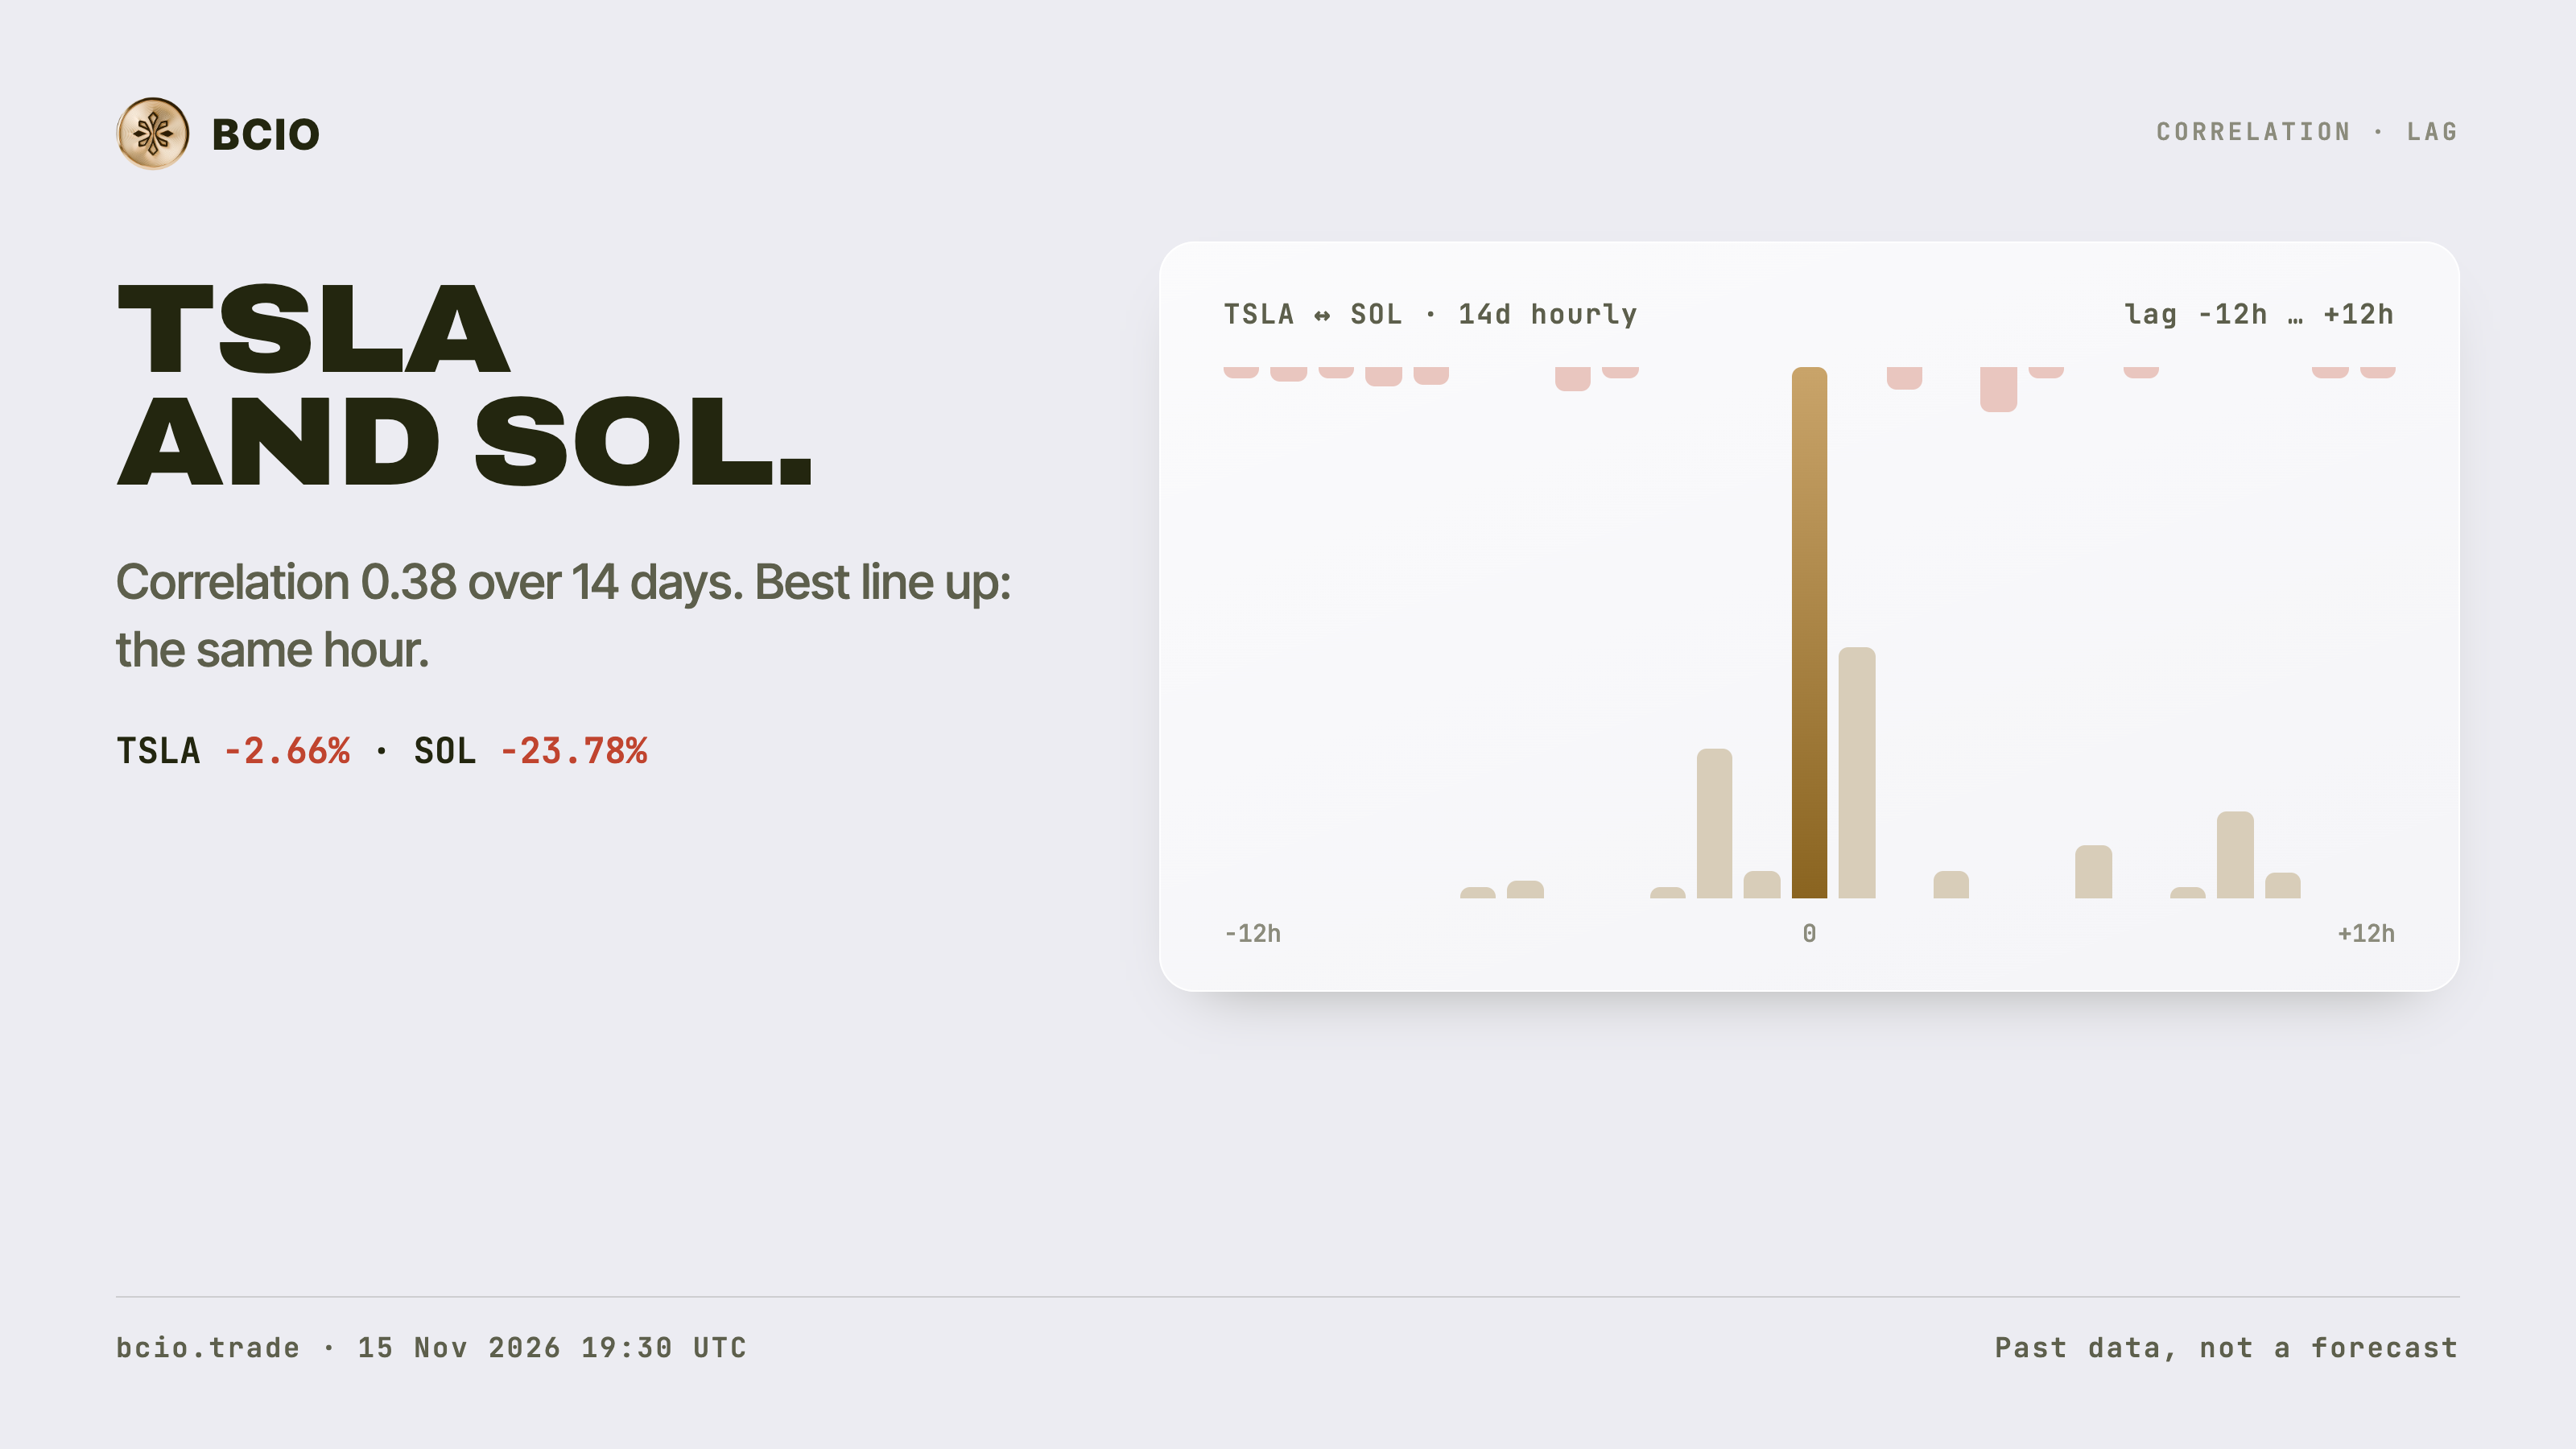 BCIO
CORRELATION · LAG
TSLA
AND SOL.
Correlation 0.38 over 14 days. Best line up:
the same hour.
TSLA -2.66% · SOL -23.78%
TSLA ↔ SOL · 14d hourly
lag -12h … +12h
-12h
0
+12h
bcio.trade · 15 Nov 2026 19:30 UTC
Past data, not a forecast